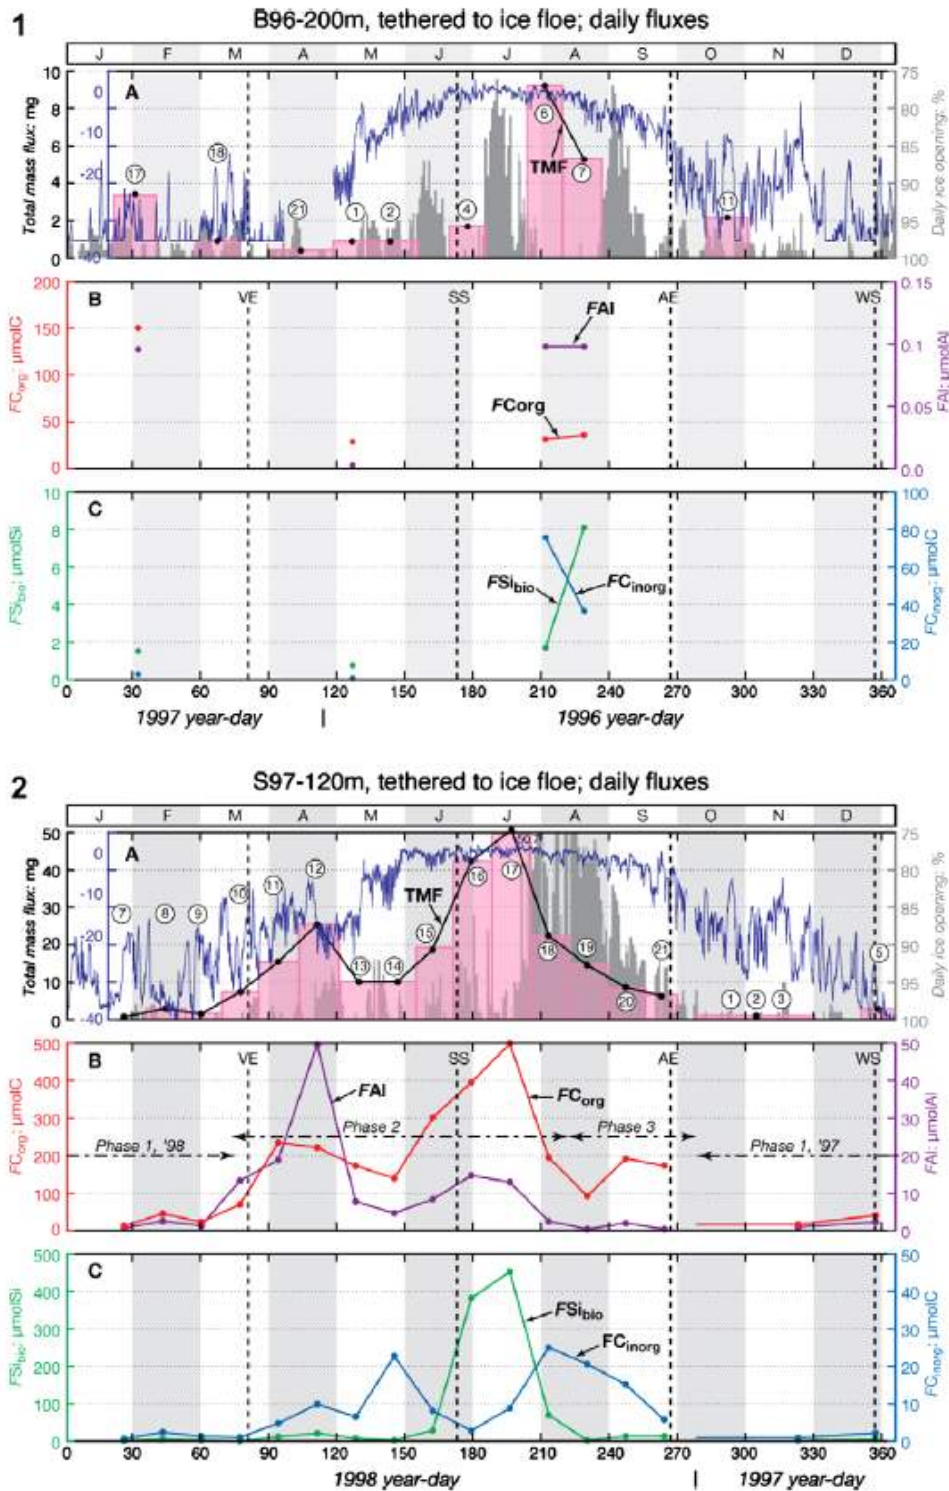 1
B96-200m, tethered to ice floe; daily fluxes
J F M A M J J A S O N D
10 A 75
0
8 6 80
-10 TMF
6 18 7 85
17
-20
4 90
21 1 2 4 11
2 95
0 -40 100
Total mass flux: mg
Daily ice opening: %
200 B VE SS AE WS 0.15
FAl
150
0.1
100
FCorg
0.05
50
0 0.0
FCorg: µmolC
FAl: µmolAl
10 C 100
8 80
6 60
FSibio FCinorg
4 40
2 20
0 0
FSibio: µmolSi
FCinorg: µmolC
0 30 60 90 120 150 180 210 240 270 300 330 360
1997 year-day | 1996 year-day
2
S97-120m, tethered to ice floe; daily fluxes
J F M A M J J A S O N D
50 A 75
0
40 12 16 17 80
11
10 TMF
-10
30 7 8 9 85
15
-20
20 13 14 18 19 21 5 90
10 20 1 2 3 95
0 -40 100
Total mass flux: mg
Daily ice opening: %
500 B VE SS AE WS 50
400 FAl FCorg 40
300 30
Phase 2 Phase 3
200 Phase 1, '98 Phase 1, '97 20
100 10
0 0
FCorg: µmolC
FAl: µmolAl
500 C 50
400 40
FSibio
300 30
FCinorg
200 20
100 10
0 0
FSibio: µmolSi
FCinorg: µmolC
0 30 60 90 120 150 180 210 240 270 300 330 360
1998 year-day | 1997 year-day